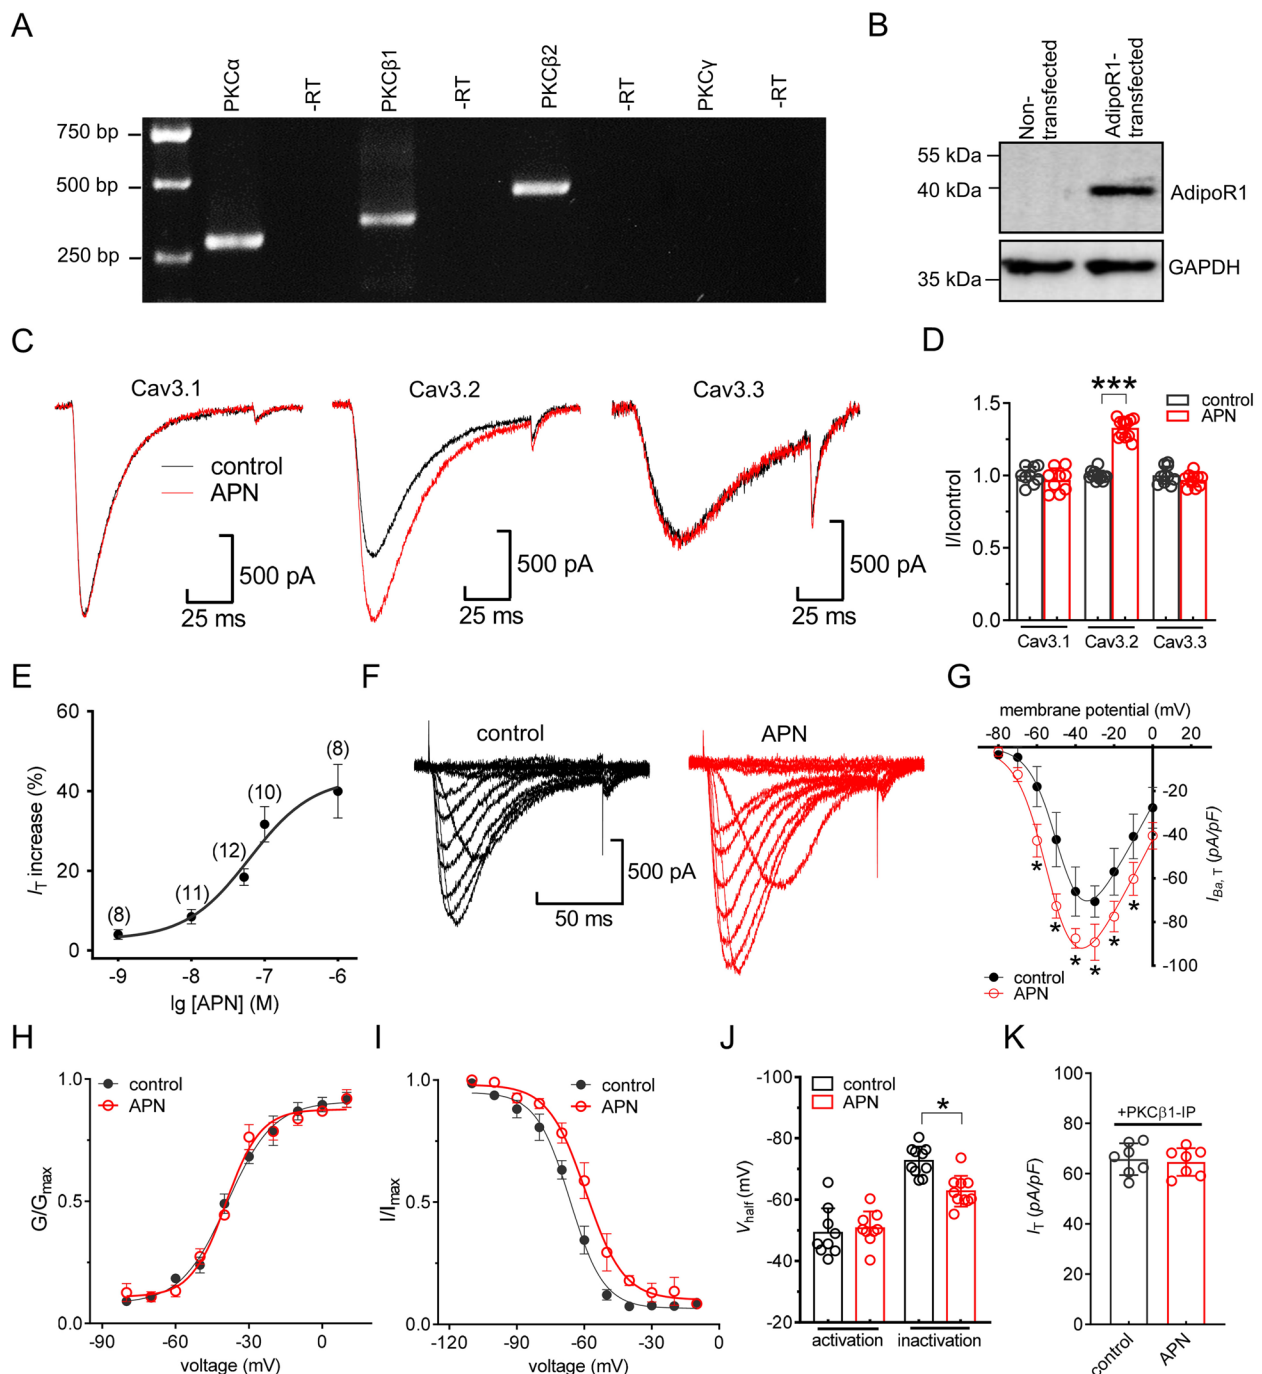 A
PKCα
-RT
PKCβ1
-RT
PKCβ2
-RT
PKCγ
-RT
750 bp
500 bp
250 bp
B
Non-
transfected
AdipoR1-
transfected
55 kDa
40 kDa
AdipoR1
35 kDa
GAPDH
C
Cav3.1
Cav3.2
Cav3.3
control
APN
500 pA
25 ms
500 pA
25 ms
500 pA
25 ms
D
***
control
APN
I/Icontrol
1.5
1.0
0.5
0.0
Cav3.1
Cav3.2
Cav3.3
E
IT increase (%)
60
40
20
0
(8)
(11)
(12)
(10)
(8)
-9
-8
-7
-6
lg [APN] (M)
F
control
APN
500 pA
50 ms
G
membrane potential (mV)
-80
-60
-40
-20
0
20
-20
-40
-60
-80
-100
IBa, T (pA/pF)
* * * * * *
control
APN
H
control
APN
G/Gmax
1.0
0.5
0.0
-90
-60
-30
0
voltage (mV)
I
control
APN
I/Imax
1.0
0.5
0.0
-120
-90
-60
-30
0
voltage (mV)
J
control
APN
*
Vhalf (mV)
-100
-80
-60
-40
-20
activation
inactivation
K
+PKCβ1-IP
IT (pA/pF)
100
80
60
40
20
0
control
APN